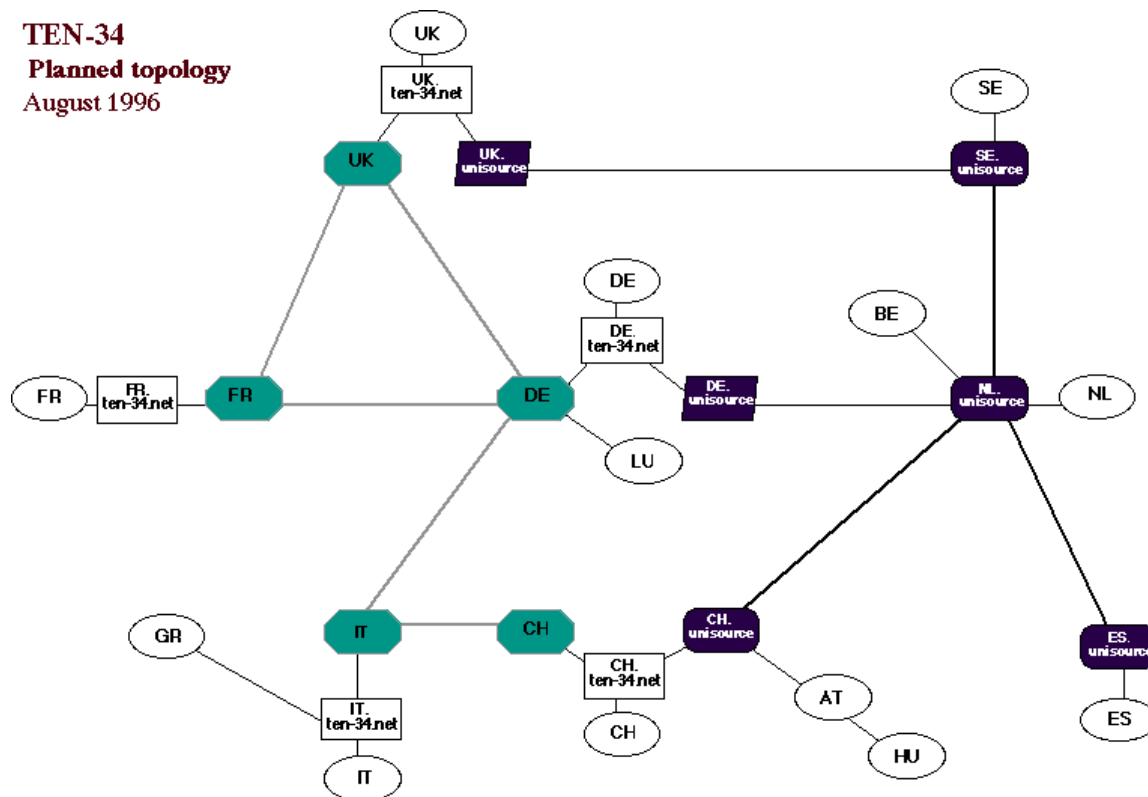 TEN-34
Planned topology
August 1996
UK
UK.
ten-34.net
SE
UK
UK.
unisource
SE.
unisource
DE
DE.
ten-34.net
BE
FR
FR.
ten-34.net
FR
DE
DE.
unisource
NL.
unisource
NL
LU
GR
IT
CH
CH.
unisource
ES.
unisource
CH.
ten-34.net
AT
ES
IT.
ten-34.net
CH
HU
IT